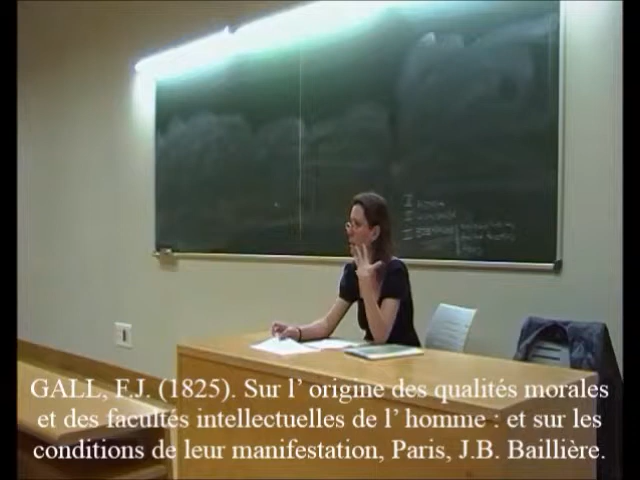 GALL, F.J. (1825). Sur l’ origine des qualités morales
et des facultés intellectuelles de l’ homme : et sur les
conditions de leur manifestation, Paris, J.B. Baillière.